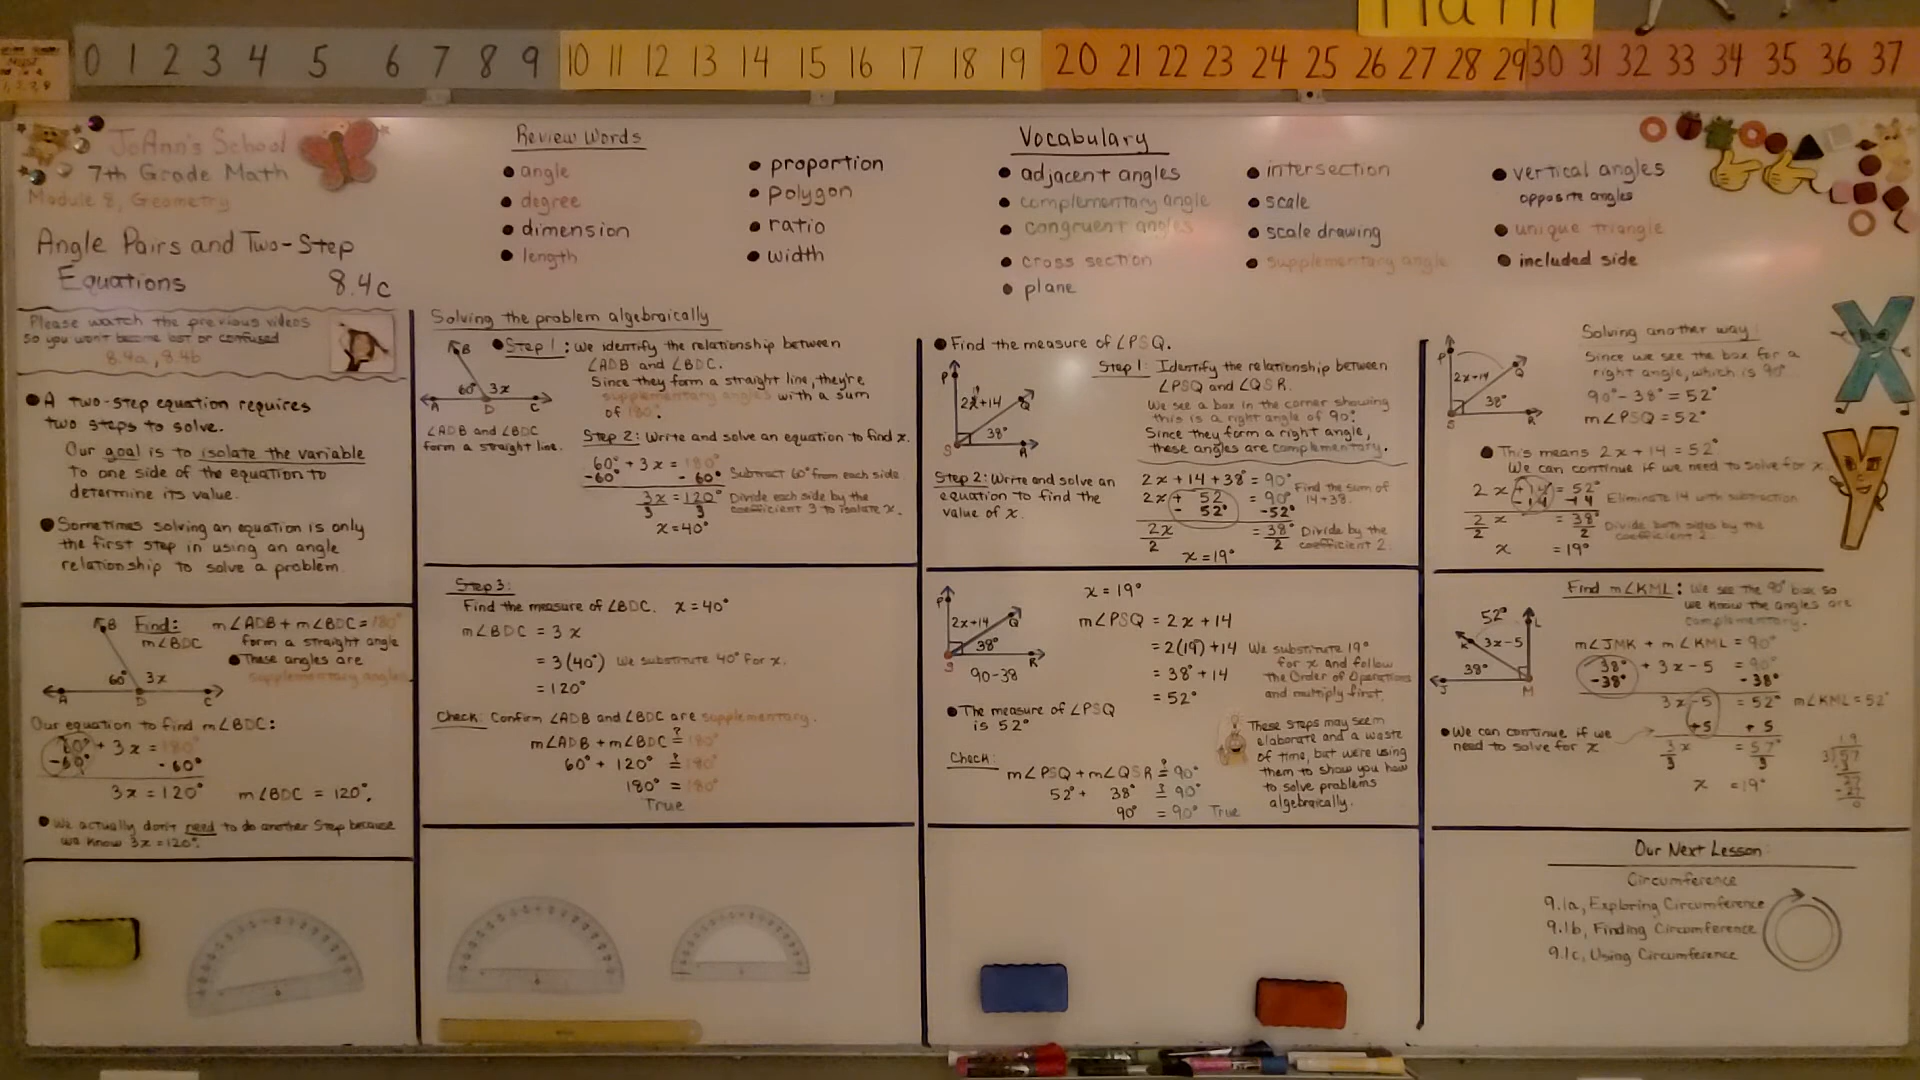 Math
0 1 2 3 4 5 6 7 8 9 10 11 12 13 14 15 16 17 18 19 20 21 22 23 24 25 26 27 28 29 30 31 32 33 34 35 36 37
JoAnn's School
7th Grade Math
Module 8, Geometry
Angle Pairs and Two-Step
Equations 8.4c
Review Words
• angle
• degree
• dimension
• length
• proportion
• polygon
• ratio
• width
Vocabulary
• adjacent angles
• complementary angle
• congruent angles
• cross section
• plane
• intersection
• scale
• scale drawing
• supplementary angle
• vertical angles
opposite angles
• unique triangle
• included side
Please watch the previous videos
so you won't become lost or confused
8.4a, 8.4b
• A two-step equation requires
two steps to solve.
Our goal is to isolate the variable
to one side of the equation to
determine its value.
• Sometimes solving an equation is only
the first step in using an angle
relationship to solve a problem.
B
60° 3x
A D C
Find:
m∠BDC
m∠ADB + m∠BDC = 180°
form a straight angle
• These angles are
supplementary angles
Our equation to find m∠BDC:
60° + 3x = 180°
-60° - 60°
3x = 120° m∠BDC = 120°.
• We actually don't need to do another step because
we know 3x = 120°.
Solving the problem algebraically
B
60° 3x
A D C
∠ADB and ∠BDC
form a straight line.
• Step 1: We identify the relationship between
∠ADB and ∠BDC.
Since they form a straight line, they're
supplementary angles with a sum
of 180°.
Step 2: Write and solve an equation to find x.
60° + 3x = 180°
-60° - 60° Subtract 60° from each side.
3x = 120° Divide each side by the
3 3 coefficient 3 to isolate x.
x = 40°
Step 3:
Find the measure of ∠BDC. x = 40°
m∠BDC = 3x
= 3(40°) We substitute 40° for x.
= 120°
Check: Confirm ∠ADB and ∠BDC are supplementary.
m∠ADB + m∠BDC ≟ 180°
60° + 120° ≟ 180°
180° = 180°
True
• Find the measure of ∠PSQ.
P
2x+14 Q
38°
S R
Step 1: Identify the relationship between
∠PSQ and ∠QSR.
We see a box in the corner showing
this is a right angle of 90°.
Since they form a right angle,
these angles are complementary.
Step 2: Write and solve an
equation to find the
value of x.
2x + 14 + 38° = 90°
Find the sum of
14+38.
2x + 52 = 90°
- 52° -52°
2x = 38° Divide by the
2 2 coefficient 2.
x = 19°
P
2x+14 Q
38°
S R
90-38
x = 19°
m∠PSQ = 2x + 14
= 2(19) + 14 We substitute 19°
for x and follow
= 38° + 14 The Order of Operations
and multiply first.
= 52°
• The measure of ∠PSQ
is 52°
Check:
m∠PSQ + m∠QSR ≟ 90°
52° + 38° ≟ 90°
90° = 90° True
These steps may seem
elaborate and a waste
of time, but we're using
them to show you how
to solve problems
algebraically.
P
2x+14 Q
38°
S R
Solving another way:
Since we see the box for a
right angle, which is 90°
90° - 38° = 52°
m∠PSQ = 52°
• This means 2x + 14 = 52°
We can continue if we need to solve for x.
2x + 14 = 52°
- 14 -14 Eliminate 14 with subtraction
2 x = 38° Divide both sides by the
2 2 coefficient 2.
x = 19°
Find m∠KML: We see the 90° box so
we know the angles are
complementary.
52° L
K 3x-5
38°
J M
m∠JMK + m∠KML = 90°
38° + 3x - 5 = 90°
-38° -38°
3x - 5 = 52° m∠KML = 52°
+5 + 5
• We can continue if we
need to solve for x
3x = 57°
3 3
x = 19°
19
3)57
-3
27
-27
0
Our Next Lesson:
Circumference
9.1a, Exploring Circumference
9.1b, Finding Circumference
9.1c, Using Circumference
X
Y